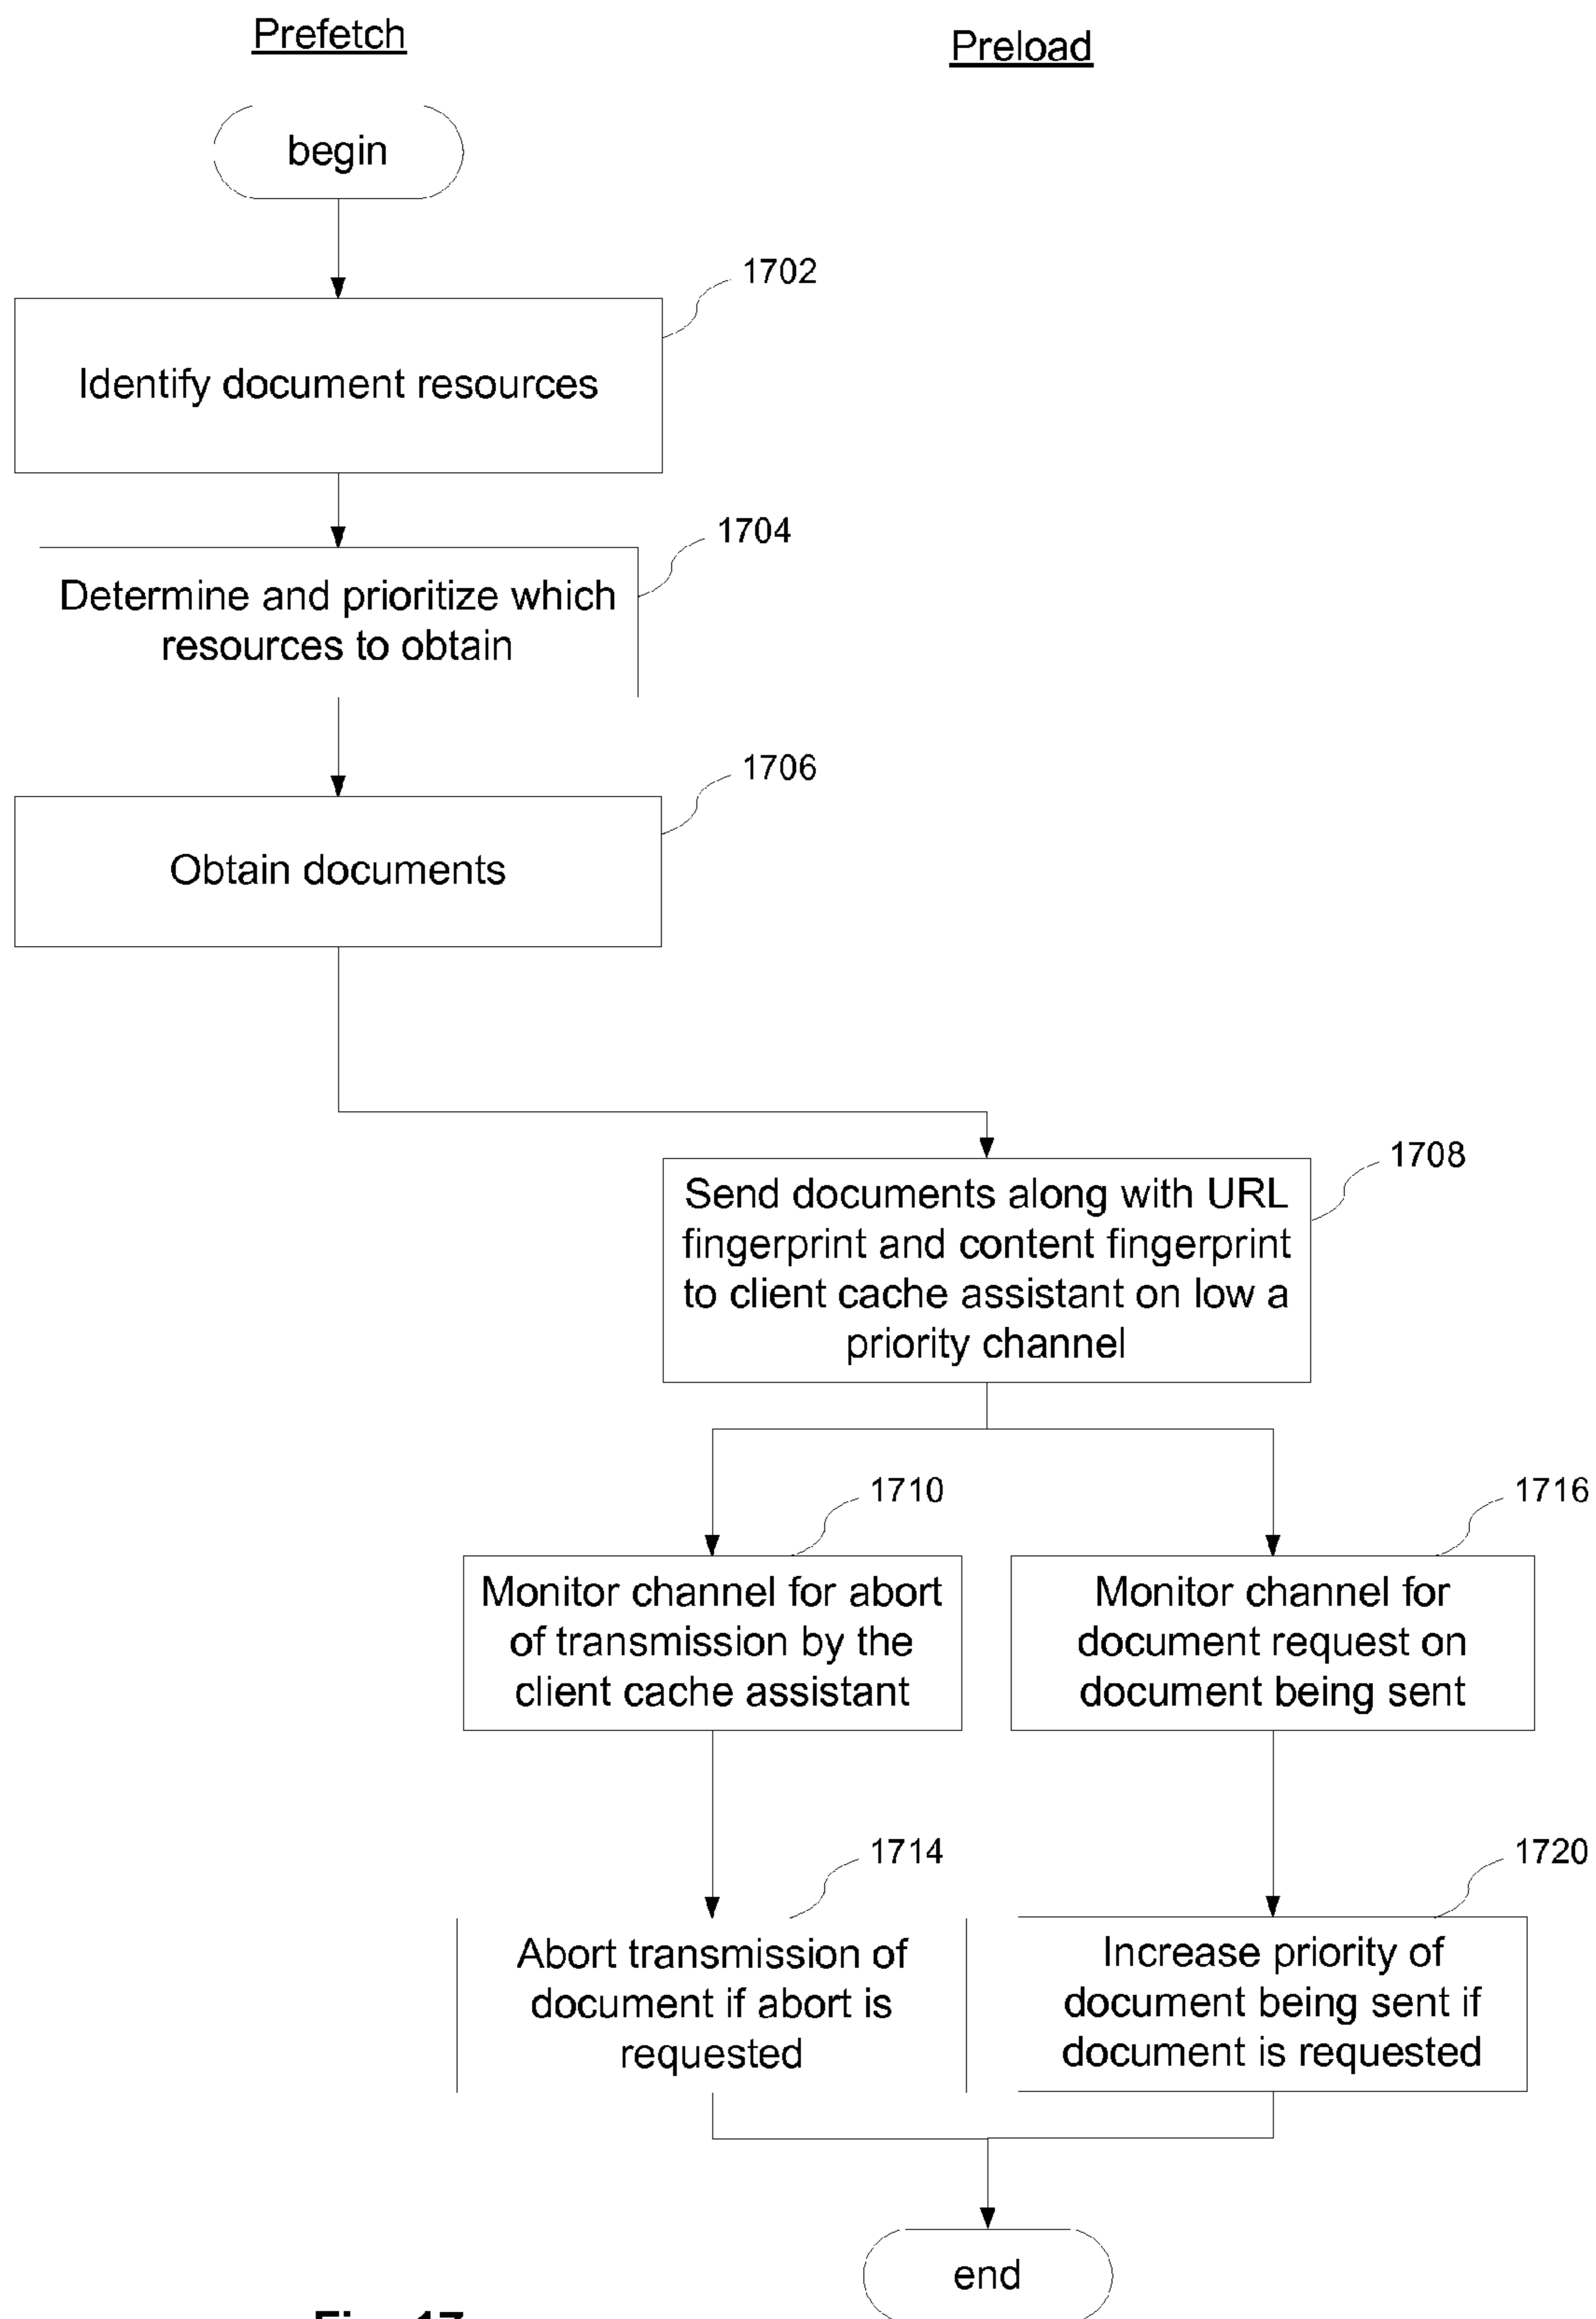 Prefetch
Preload
begin
1702
Identify document resources
1704
Determine and prioritize which
resources to obtain
1706
Obtain documents
1708
Send documents along with URL
fingerprint and content fingerprint
to client cache assistant on low a
priority channel
1710
Monitor channel for abort
of transmission by the
client cache assistant
1716
Monitor channel for
document request on
document being sent
1714
Abort transmission of
document if abort is
requested
1720
Increase priority of
document being sent if
document is requested
end
Fig. 17